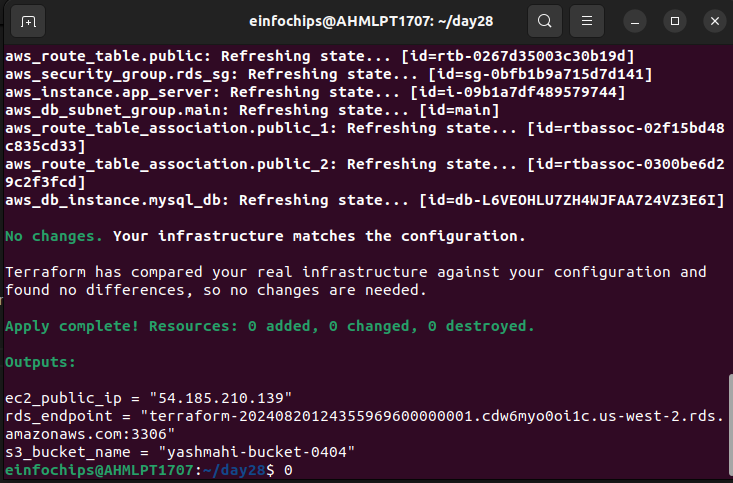 einfochips@AHMLPT1707: ~/day28
aws_route_table.public: Refreshing state... [id=rtb-0267d35003c30b19d]
aws_security_group.rds_sg: Refreshing state... [id=sg-0bfb1b9a715d7d141]
aws_instance.app_server: Refreshing state... [id=i-09b1a7df489579744]
aws_db_subnet_group.main: Refreshing state... [id=main]
aws_route_table_association.public_1: Refreshing state... [id=rtbassoc-02f15bd48
c835cd33]
aws_route_table_association.public_2: Refreshing state... [id=rtbassoc-0300be6d2
9c2f3fcd]
aws_db_instance.mysql_db: Refreshing state... [id=db-L6VEOHLU7ZH4WJFAA724VZ3E6I]
No changes. Your infrastructure matches the configuration.
Terraform has compared your real infrastructure against your configuration and
found no differences, so no changes are needed.
Apply complete! Resources: 0 added, 0 changed, 0 destroyed.
Outputs:
ec2_public_ip = "54.185.210.139"
rds_endpoint = "terraform-20240820124355969600000001.cdw6myo0oi1c.us-west-2.rds.
amazonaws.com:3306"
s3_bucket_name = "yashmahi-bucket-0404"
einfochips@AHMLPT1707:~/day28$ 0